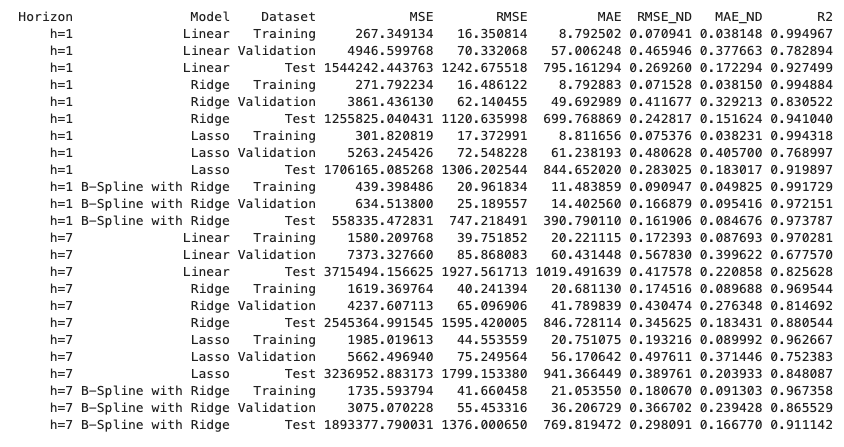 Horizon Model Dataset MSE RMSE MAE RMSE_ND MAE_ND R2
h=1 Linear Training 267.349134 16.350814 8.792502 0.070941 0.038148 0.994967
h=1 Linear Validation 4946.599768 70.332068 57.006248 0.465946 0.377663 0.782894
h=1 Linear Test 1544242.443763 1242.675518 795.161294 0.269260 0.172294 0.927499
h=1 Ridge Training 271.792234 16.486122 8.792883 0.071528 0.038150 0.994884
h=1 Ridge Validation 3861.436130 62.140455 49.692989 0.411677 0.329213 0.830522
h=1 Ridge Test 1255825.040431 1120.635998 699.768869 0.242817 0.151624 0.941040
h=1 Lasso Training 301.820819 17.372991 8.811656 0.075376 0.038231 0.994318
h=1 Lasso Validation 5263.245426 72.548228 61.238193 0.480628 0.405700 0.768997
h=1 Lasso Test 1706165.085268 1306.202544 844.652020 0.283025 0.183017 0.919897
h=1 B-Spline with Ridge Training 439.398486 20.961834 11.483859 0.090947 0.049825 0.991729
h=1 B-Spline with Ridge Validation 634.513800 25.189557 14.402560 0.166879 0.095416 0.972151
h=1 B-Spline with Ridge Test 558335.472831 747.218491 390.790110 0.161906 0.084676 0.973787
h=7 Linear Training 1580.209768 39.751852 20.221115 0.172393 0.087693 0.970281
h=7 Linear Validation 7373.327660 85.868083 60.431448 0.567830 0.399622 0.677570
h=7 Linear Test 3715494.156625 1927.561713 1019.491639 0.417578 0.220858 0.825628
h=7 Ridge Training 1619.369764 40.241394 20.681130 0.174516 0.089688 0.969544
h=7 Ridge Validation 4237.607113 65.096906 41.789839 0.430474 0.276348 0.814692
h=7 Ridge Test 2545364.991545 1595.420005 846.728114 0.345625 0.183431 0.880544
h=7 Lasso Training 1985.019613 44.553559 20.751075 0.193216 0.089992 0.962667
h=7 Lasso Validation 5662.496940 75.249564 56.170642 0.497611 0.371446 0.752383
h=7 Lasso Test 3236952.883173 1799.153380 941.366449 0.389761 0.203933 0.848087
h=7 B-Spline with Ridge Training 1735.593794 41.660458 21.053550 0.180670 0.091303 0.967358
h=7 B-Spline with Ridge Validation 3075.070228 55.453316 36.206729 0.366702 0.239428 0.865529
h=7 B-Spline with Ridge Test 1893377.790031 1376.000650 769.819472 0.298091 0.166770 0.911142